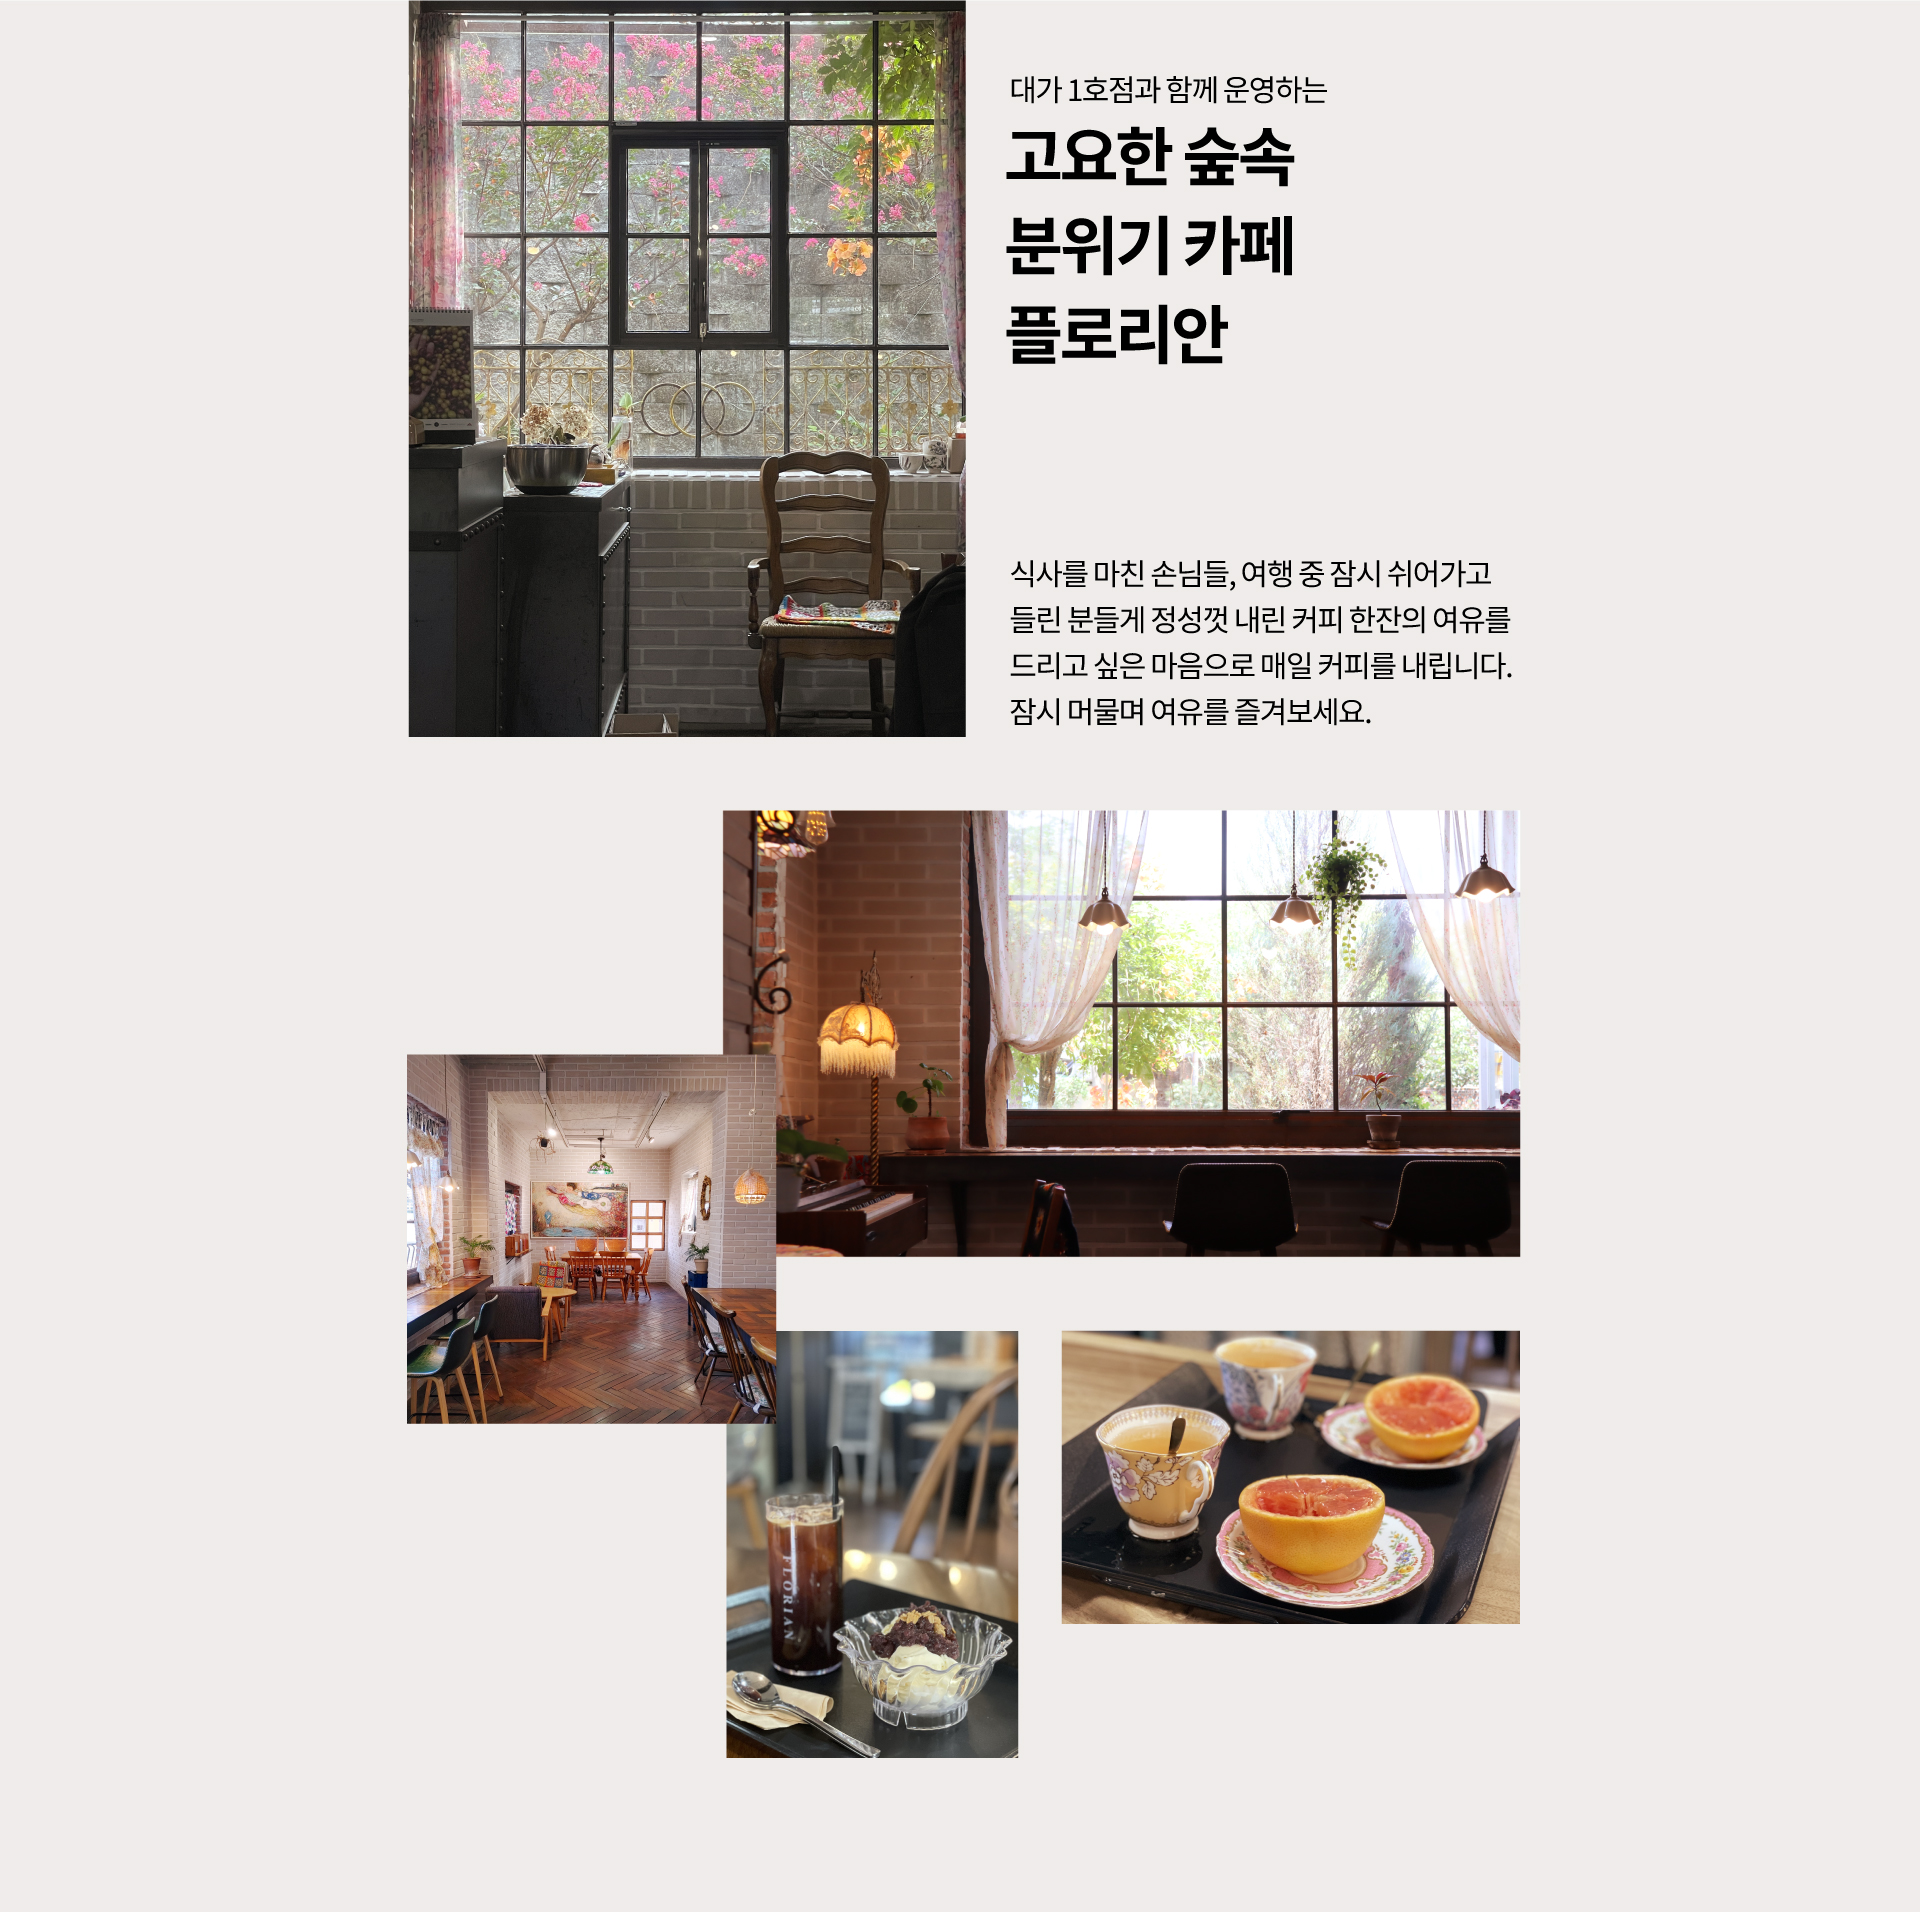 대가 1호점과 함께 운영하는
고요한 숲속
분위기 카페
플로리안
식사를 마친 손님들, 여행 중 잠시 쉬어가고
들린 분들게 정성껏 내린 커피 한잔의 여유를
드리고 싶은 마음으로 매일 커피를 내립니다.
잠시 머물며 여유를 즐겨보세요.
FLORIAN